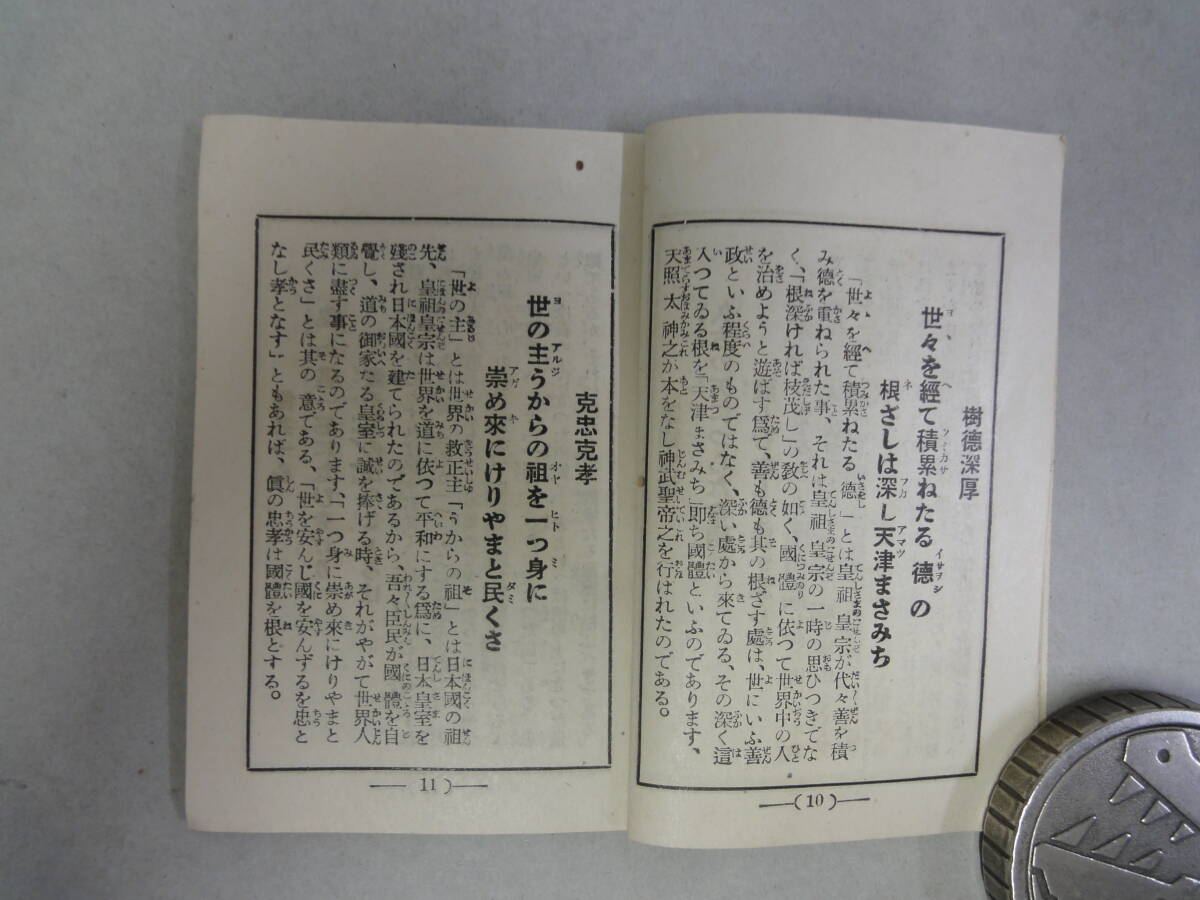 樹德深厚
世々を經て積累ねたる德の
根ざしは深し天津まさみち
「世々を經て積累ねたる德」とは皇祖皇宗が代々善を積
み德を重ねられた事、それは皇祖皇宗の一時の思ひつきでな
く、「根深ければ枝茂し」の敎の如く、國體に依つて世界中の人
を治めようと遊ばす爲で、善も德も其の根ざす處は、世にいふ善
政といふ程度のものではなく、深い處から來てゐる、その深く這
入つてゐる根を「天津まさみち」卽ち國體といふのであります、
天照太神之が本をなし神武聖帝之を行はれたのである。
(10)
克忠克孝
世の主うからの祖を一つ身に
崇め來にけりやまと民くさ
「世の主」とは世界の救正主「うからの祖」とは日本國の祖
先、皇祖皇宗は世界を道に依つて平和にする爲に、日本皇室を
殘され日本國を建てられたのであるから、吾々臣民が國體を自
覺し、道の御家たる皇室に誠を捧げる時、それがやがて世界人
類に盡す事になるのであります、「一つ身に崇め來にけりやまと
民くさ」とは其の意である、「世を安んじ國を安んずるを忠と
なし孝となす」ともあれば、眞の忠孝は國體を根とする。
11)